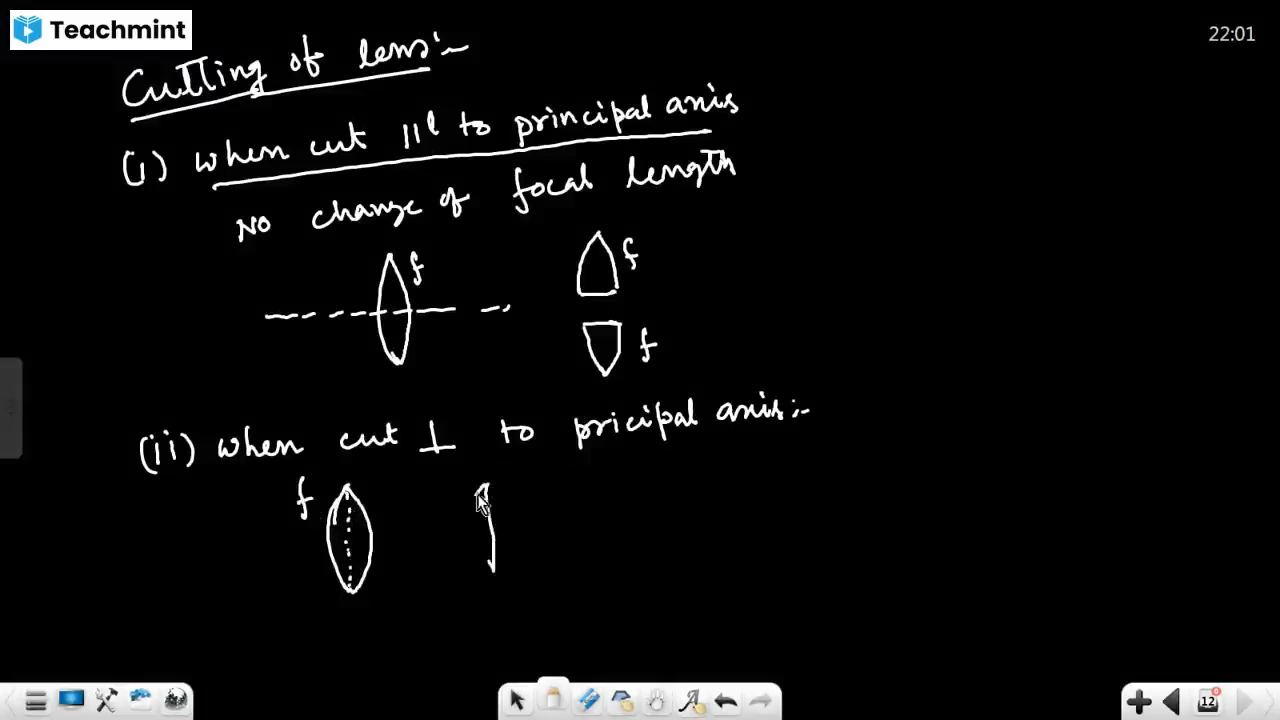 Teachmint
22:01
Cutting of lens:-
(i) when cut ||l to principal axis
No change of focal length
f
f
f
(ii) when cut ⊥ to pricipal axis:-
f
12